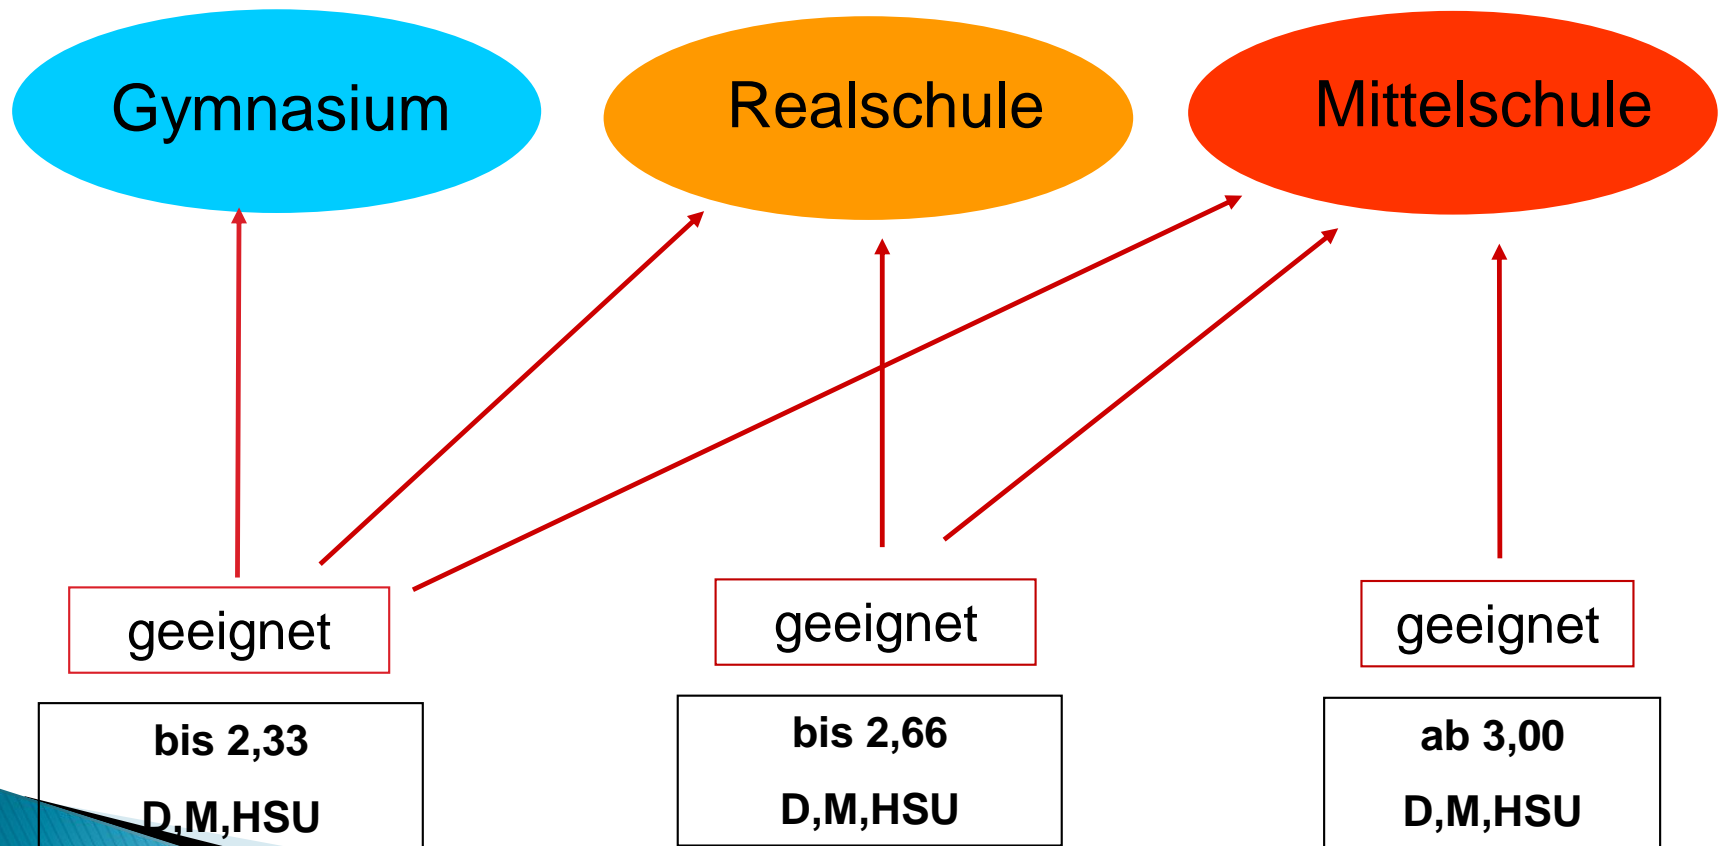 Gymnasium
Realschule
Mittelschule
geeignet
geeignet
geeignet
bis 2,33
D,M,HSU
bis 2,66
D,M,HSU
ab 3,00
D,M,HSU